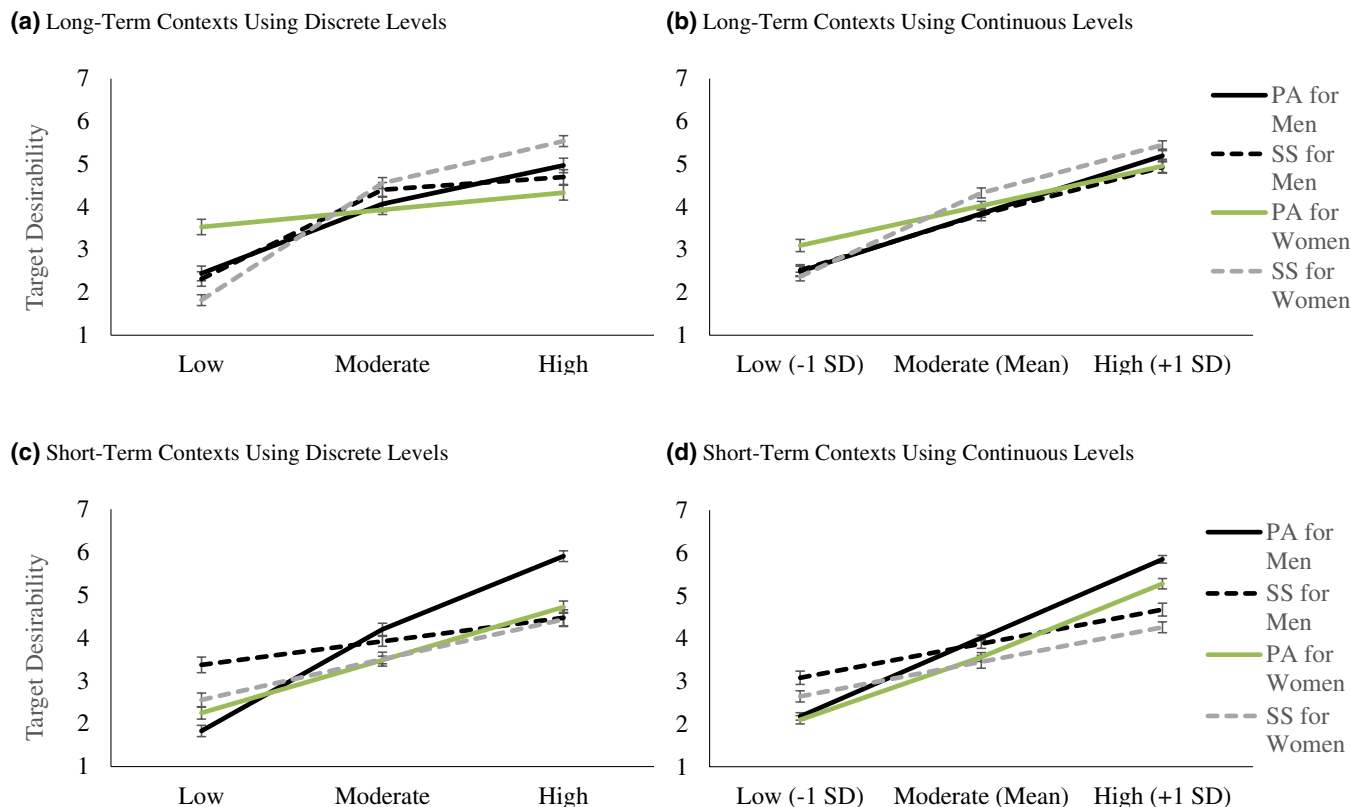 (a) Long-Term Contexts Using Discrete Levels
7
6
5
4
3
2
1
Target Desirability
Low Moderate High
(b) Long-Term Contexts Using Continuous Levels
7
6
5
4
3
2
1
Low (-1 SD) Moderate (Mean) High (+1 SD)
PA for
Men
SS for
Men
PA for
Women
SS for
Women
(c) Short-Term Contexts Using Discrete Levels
7
6
5
4
3
2
1
Target Desirability
Low Moderate High
(d) Short-Term Contexts Using Continuous Levels
7
6
5
4
3
2
1
Low (-1 SD) Moderate (Mean) High (+1 SD)
PA for
Men
SS for
Men
PA for
Women
SS for
Women